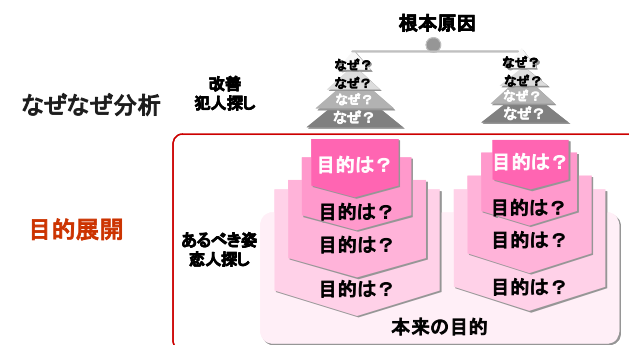 根本原因
なぜ？
なぜ？
なぜ？
なぜ？
なぜ？
なぜ？
なぜ？
なぜ？
なぜなぜ分析
改善
犯人探し
目的は？
目的は？
目的は？
目的は？
目的は？
目的は？
目的は？
目的は？
目的展開
あるべき姿
恋人探し
本来の目的